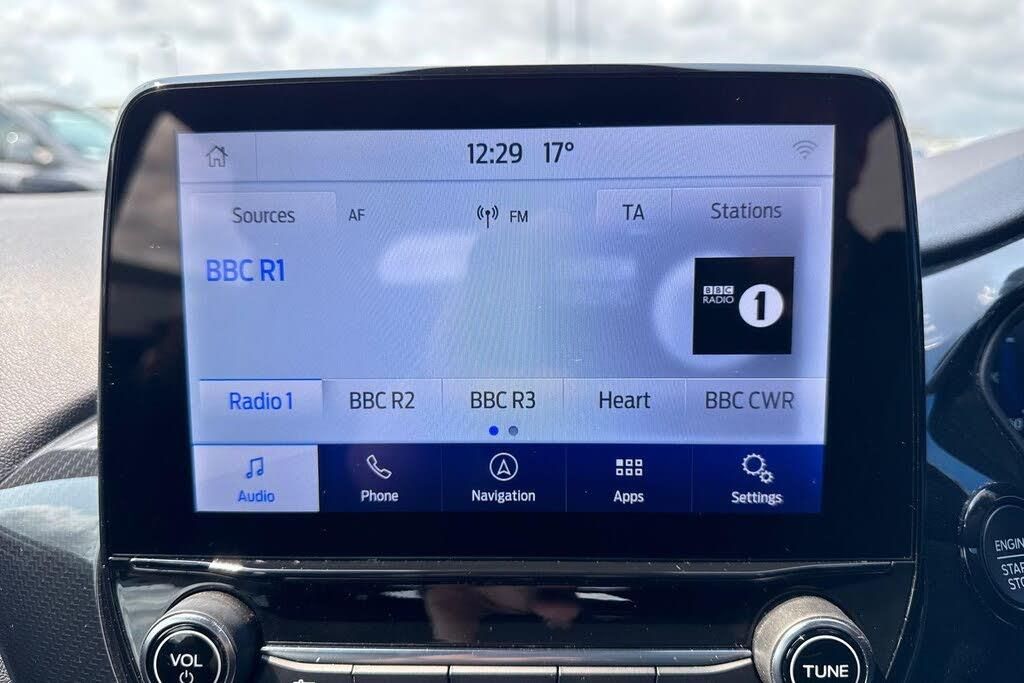 12:29 17°
Sources AF FM TA Stations
BBC R1
BBC
RADIO 1
Radio 1 BBC R2 BBC R3 Heart BBC CWR
Audio Phone Navigation Apps Settings
VOL
TUNE